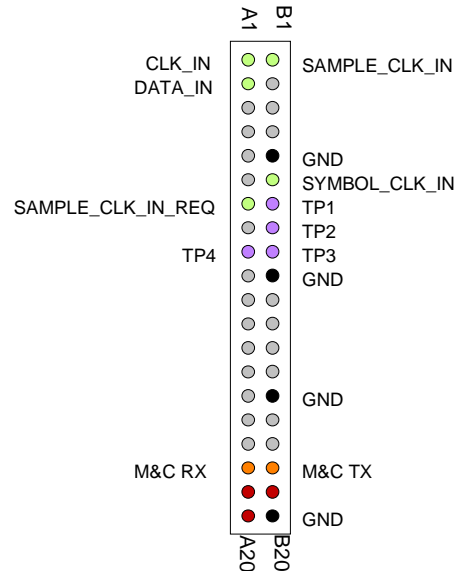 A1 B1
CLK_IN SAMPLE_CLK_IN
DATA_IN
GND
SYMBOL_CLK_IN
SAMPLE_CLK_IN_REQ TP1
TP2
TP4 TP3
GND
GND
M&C RX M&C TX
GND
A20 B20